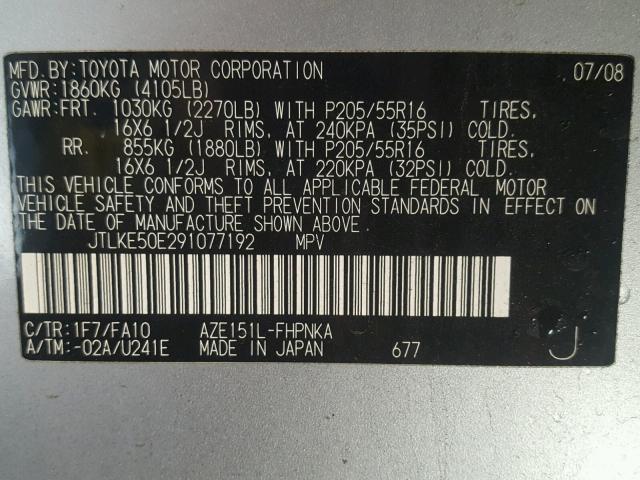 MFD.BY:TOYOTA MOTOR CORPORATION 07/08
GVWR:1860KG (4105LB)
GAWR:FRT. 1030KG (2270LB) WITH P205/55R16 TIRES,
16X6 1/2J RIMS, AT 240KPA (35PSI) COLD.
RR. 855KG (1880LB) WITH P205/55R16 TIRES,
16X6 1/2J RIMS, AT 220KPA (32PSI) COLD.
THIS VEHICLE CONFORMS TO ALL APPLICABLE FEDERAL MOTOR
VEHICLE SAFETY AND THEFT PREVENTION STANDARDS IN EFFECT ON
THE DATE OF MANUFACTURE SHOWN ABOVE.
JTLKE50E291077192 MPV
C/TR:1F7/FA10 AZE151L-FHPNKA
A/TM:-02A/U241E MADE IN JAPAN 677 J